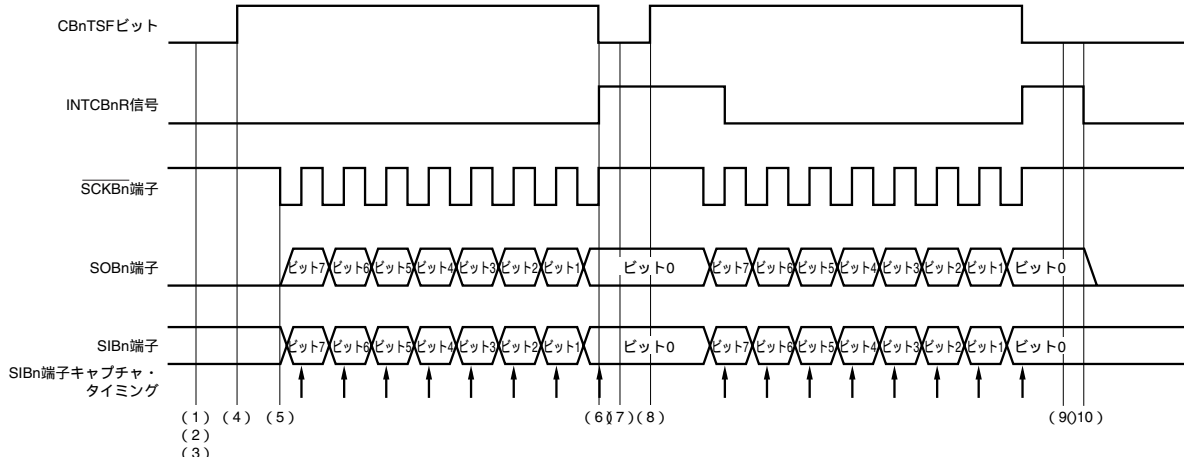 CBnTSFビット
INTCBnR信号
SCKBn端子
SOBn端子
ビット7 ビット6 ビット5 ビット4 ビット3 ビット2 ビット1 ビット0 ビット7 ビット6 ビット5 ビット4 ビット3 ビット2 ビット1 ビット0
SIBn端子
ビット7 ビット6 ビット5 ビット4 ビット3 ビット2 ビット1 ビット0 ビット7 ビット6 ビット5 ビット4 ビット3 ビット2 ビット1 ビット0
SIBn端子キャプチャ・
タイミング
(1) (4) (5) (6)(7)(8) (9)(10)
(2)
(3)